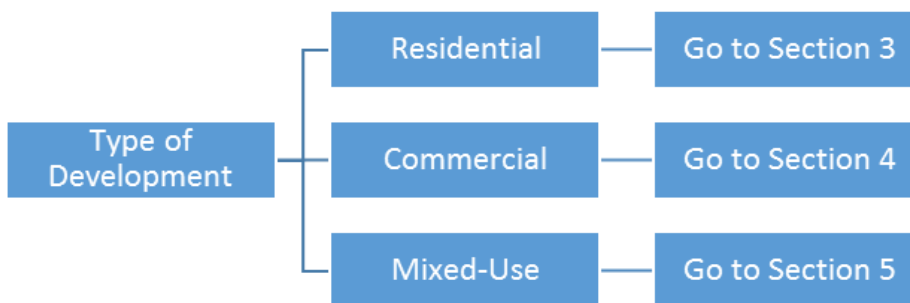 Residential
Go to Section 3
Type of
Development
Commercial
Go to Section 4
Mixed-Use
Go to Section 5